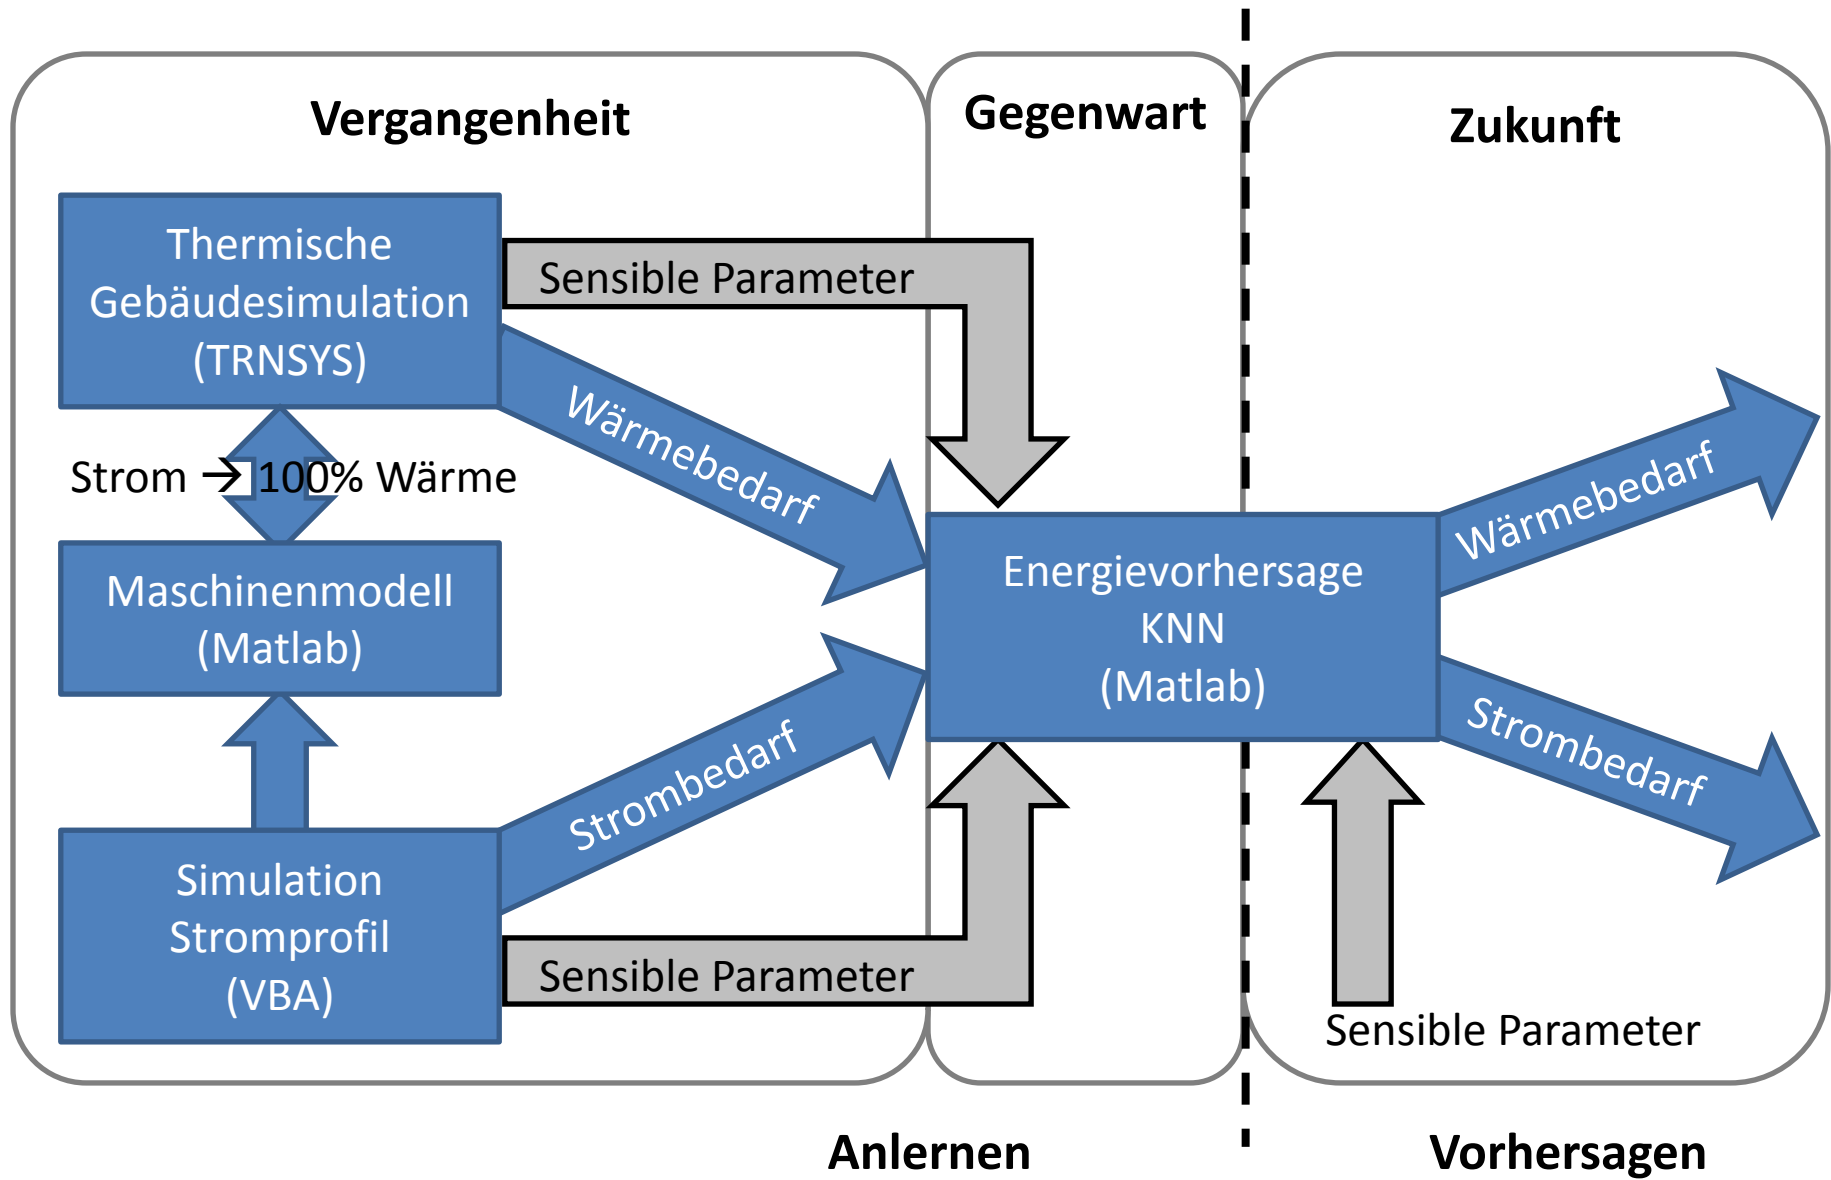 Vergangenheit
Gegenwart
Zukunft
Thermische
Gebäudesimulation
(TRNSYS)
Sensible Parameter
Wärmebedarf
Strom → 100% Wärme
Maschinenmodell
(Matlab)
Strombedarf
Simulation
Stromprofil
(VBA)
Sensible Parameter
Energievorhersage
KNN
(Matlab)
Wärmebedarf
Strombedarf
Sensible Parameter
Anlernen
Vorhersagen